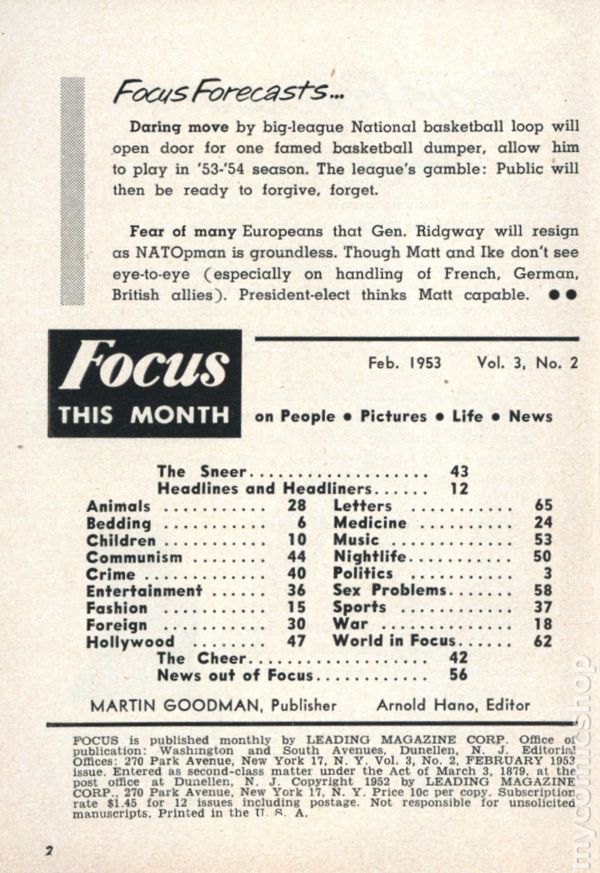 Focus Forecasts...
Daring move by big-league National basketball loop will
open door for one famed basketball dumper, allow him
to play in '53-'54 season. The league's gamble: Public will
then be ready to forgive, forget.
Fear of many Europeans that Gen. Ridgway will resign
as NATOpman is groundless. Though Matt and Ike don't see
eye-to-eye (especially on handling of French, German,
British allies). President-elect thinks Matt capable. ● ●
Focus
THIS MONTH
Feb. 1953 Vol. 3, No. 2
on People ● Pictures ● Life ● News
The Sneer................... 43
Headlines and Headliners...... 12
Animals ........... 28 Letters ........... 65
Bedding ........... 6 Medicine .......... 24
Children ........... 10 Music ............. 53
Communism ........ 44 Nightlife........... 50
Crime ............. 40 Politics ........... 3
Entertainment ...... 36 Sex Problems....... 58
Fashion ........... 15 Sports ............ 37
Foreign ........... 30 War .............. 18
Hollywood ........ 47 World in Focus...... 62
The Cheer................... 42
News out of Focus............ 56
MARTIN GOODMAN, Publisher Arnold Hano, Editor
FOCUS is published monthly by LEADING MAGAZINE CORP. Office of
publication: Washington and South Avenues, Dunellen, N. J. Editorial
Offices: 270 Park Avenue, New York 17, N. Y. Vol. 3, No. 2, FEBRUARY 1953
issue. Entered as second-class matter under the Act of March 3, 1879, at the
post office at Dunellen, N. J. Copyright 1952 by LEADING MAGAZINE
CORP., 270 Park Avenue, New York 17, N. Y. Price 10c per copy. Subscription
rate $1.45 for 12 issues including postage. Not responsible for unsolicited
manuscripts. Printed in the U. S. A.
2
mycomicshop